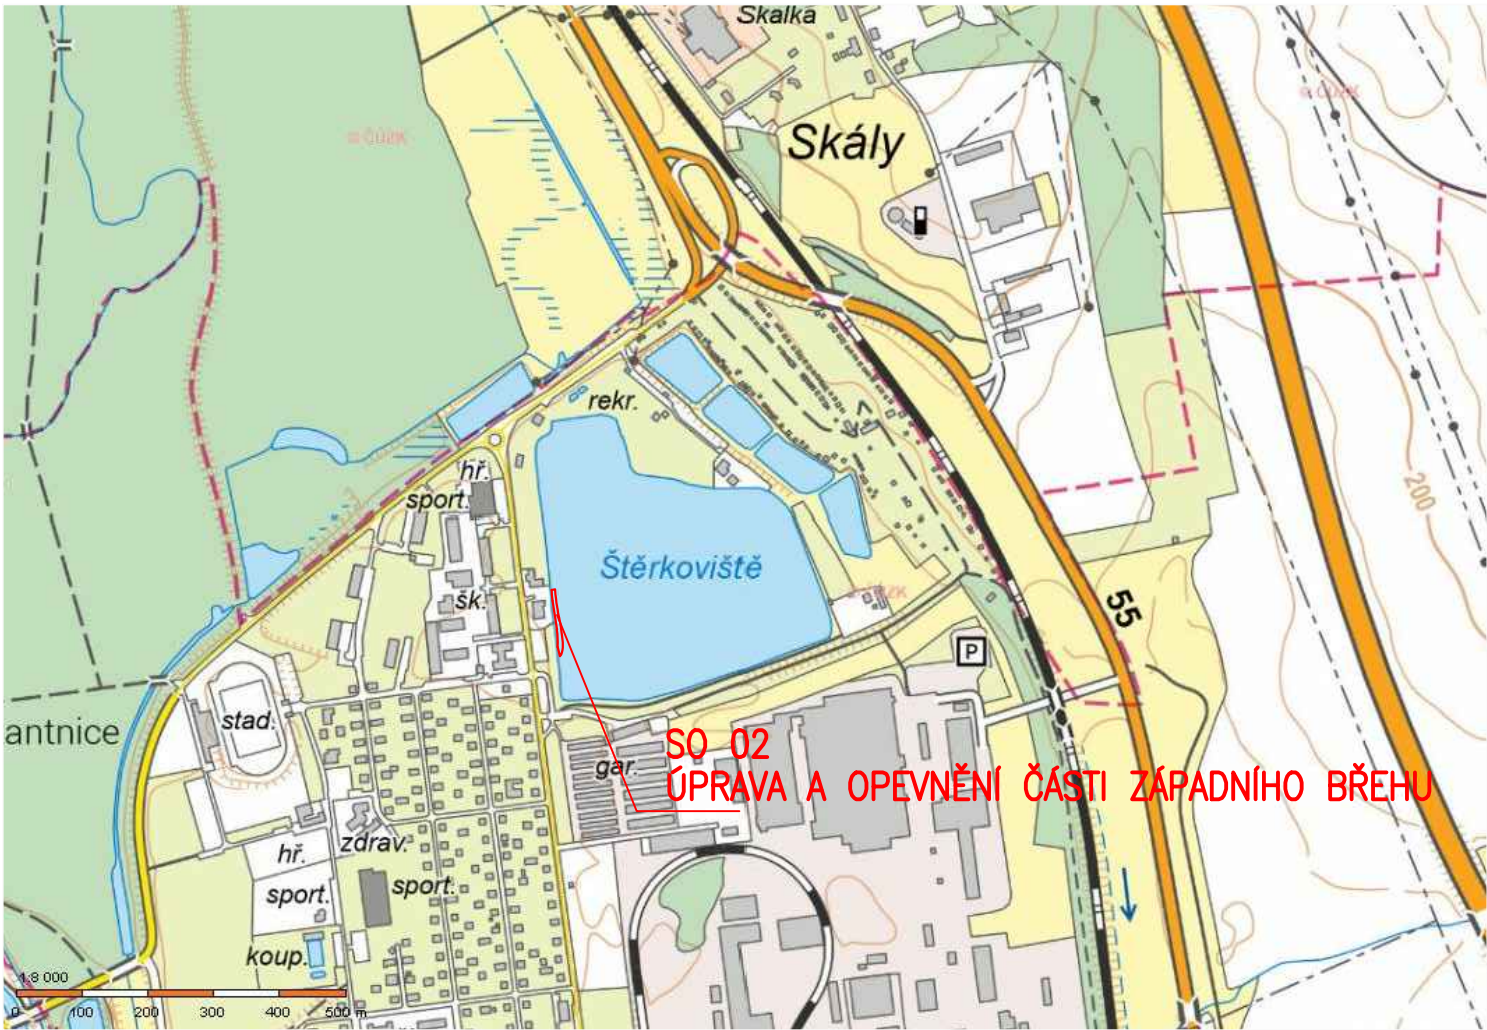 Skalka
© ČÚZK
© ČÚZK
Skály
rekr.
hř.
sport.
200
Štěrkoviště
šk.
55
P
stad.
antnice
SO 02
gar.
ÚPRAVA A OPEVNĚNÍ ČÁSTI ZÁPADNÍHO BŘEHU
zdrav.
hř.
sport.
sport.
koup.
1:8 000
0 100 200 300 400 500 m